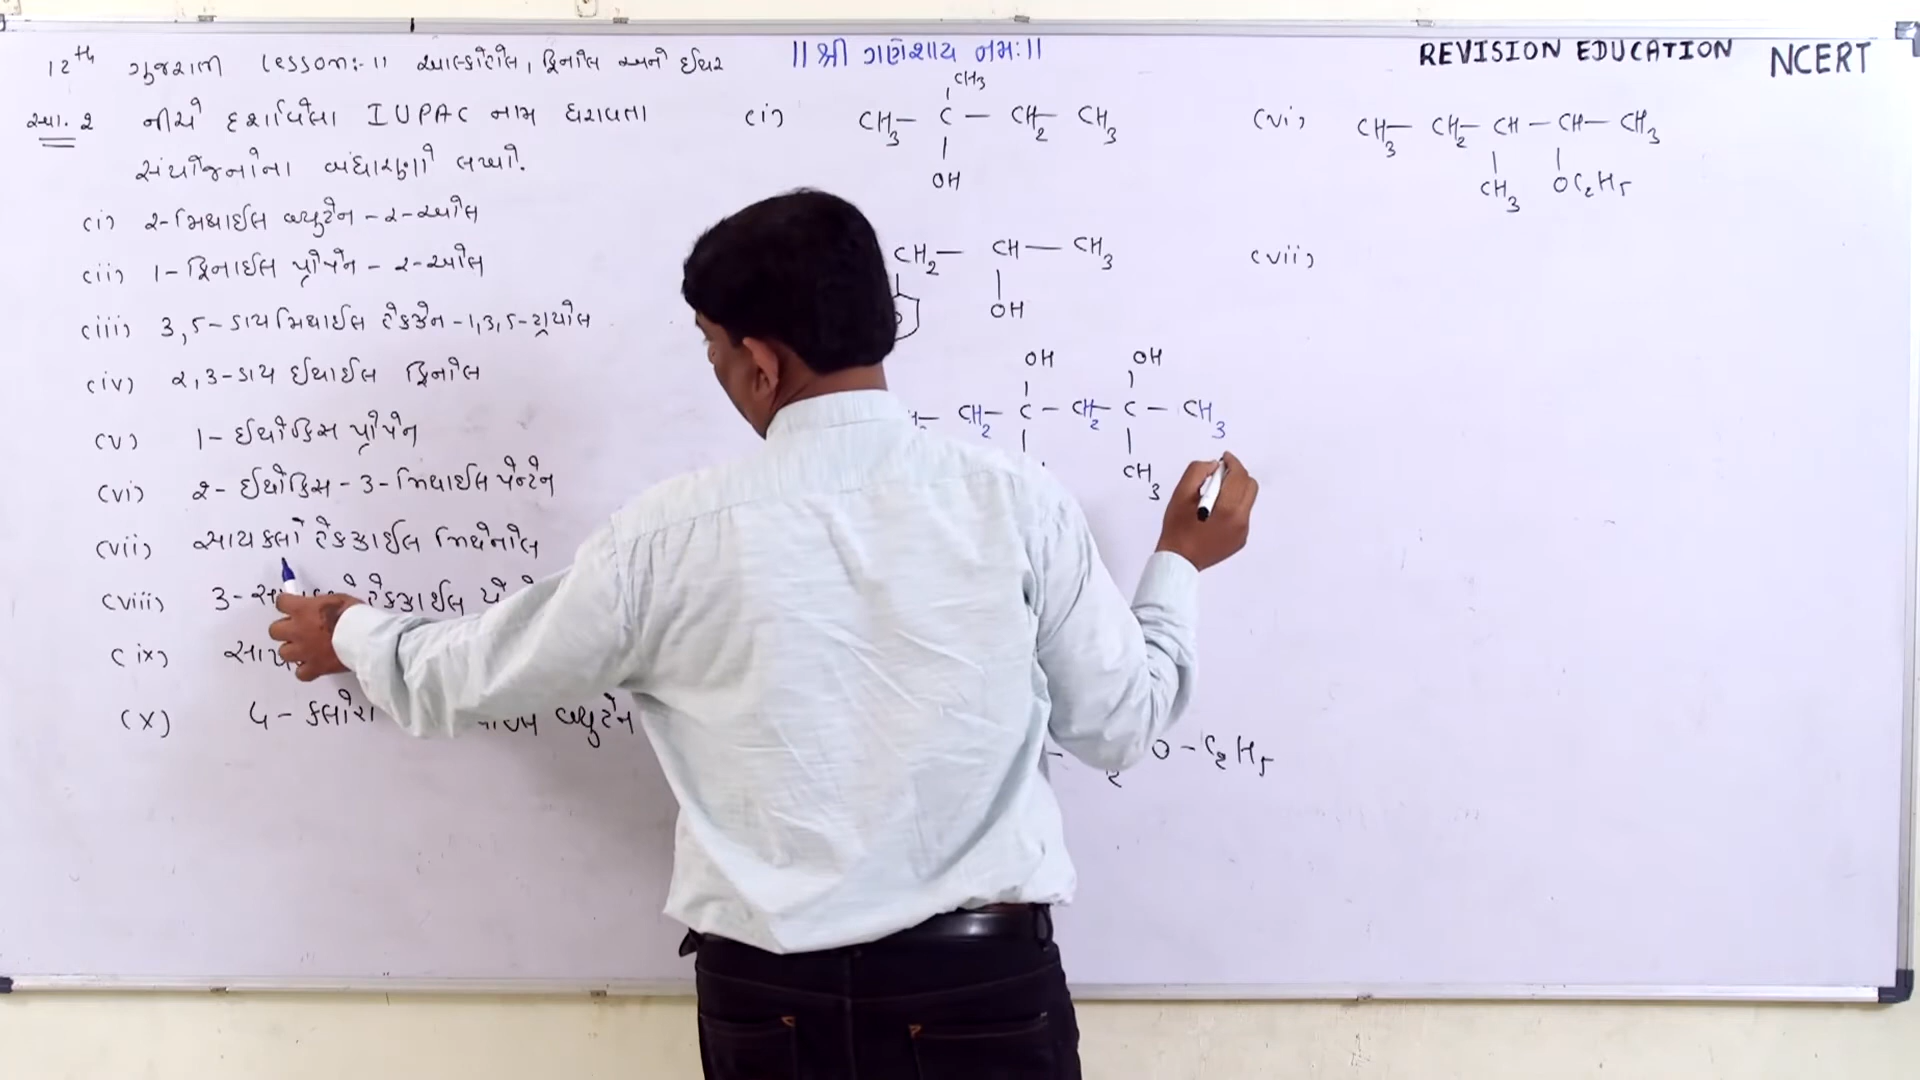 12th ગુજરાતી Lesson:-11 આલ્કોહોલ, ફિનોલ અને ઈથર
સ્વા. 2 નીચે દર્શાવેલા IUPAC નામ ધરાવતા
સંયોજનોના બંધારણો લખો.
(i) 2-મિથાઈલ બ્યુટેન-2-ઓલ
(ii) 1-ફિનાઈલ પ્રોપેન-2-ઓલ
(iii) 3,5-ડાયમિથાઈલ હેકઝેન-1,3,5-ટ્રાયોલ
(iv) 2,3-ડાય ઈથાઈલ ફિનોલ
(v) 1-ઈથોક્સિ પ્રોપેન
(vi) 2-ઈથોક્સિ-3-મિથાઈલ પેન્ટેન
(vii) સાયકલો હેકઝાઈલ મિથેનોલ
(viii) 3- હેકઝાઈલ
(ix)
(x) 4-ક્લોરો બ્યુટેન
॥ શ્રી ગણેશાય નમઃ॥
CH3
(i) CH3-C-CH2 CH3
OH
CH2-CH-CH3
OH
OH OH
CH2-C-CH2-C-CH3
CH3
O-C2H5
REVISION EDUCATION NCERT
(vi) CH3-CH2-CH-CH-CH3
CH3 OC2H5
(vii)